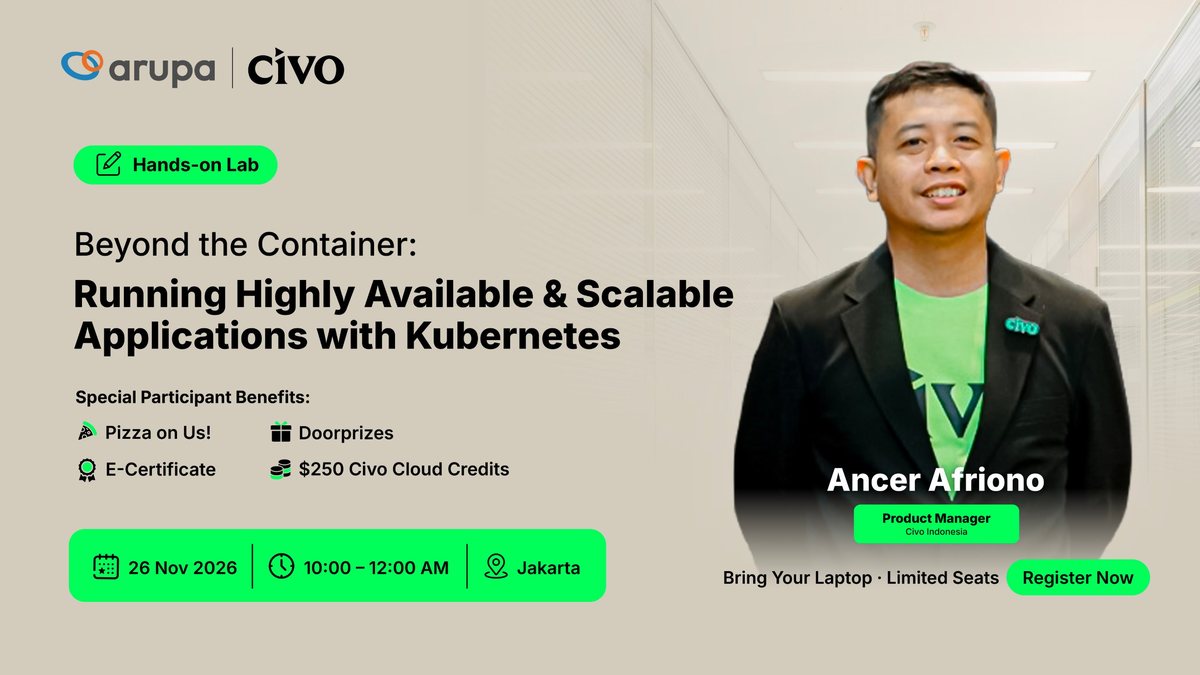 arupa | civo
Hands-on Lab
Beyond the Container:
Running Highly Available & Scalable
Applications with Kubernetes
Special Participant Benefits:
Pizza on Us!
Doorprizes
E-Certificate
$250 Civo Cloud Credits
26 Nov 2026
10:00 – 12:00 AM
Jakarta
civo
Ancer Afriono
Product Manager
Civo Indonesia
Bring Your Laptop · Limited Seats
Register Now